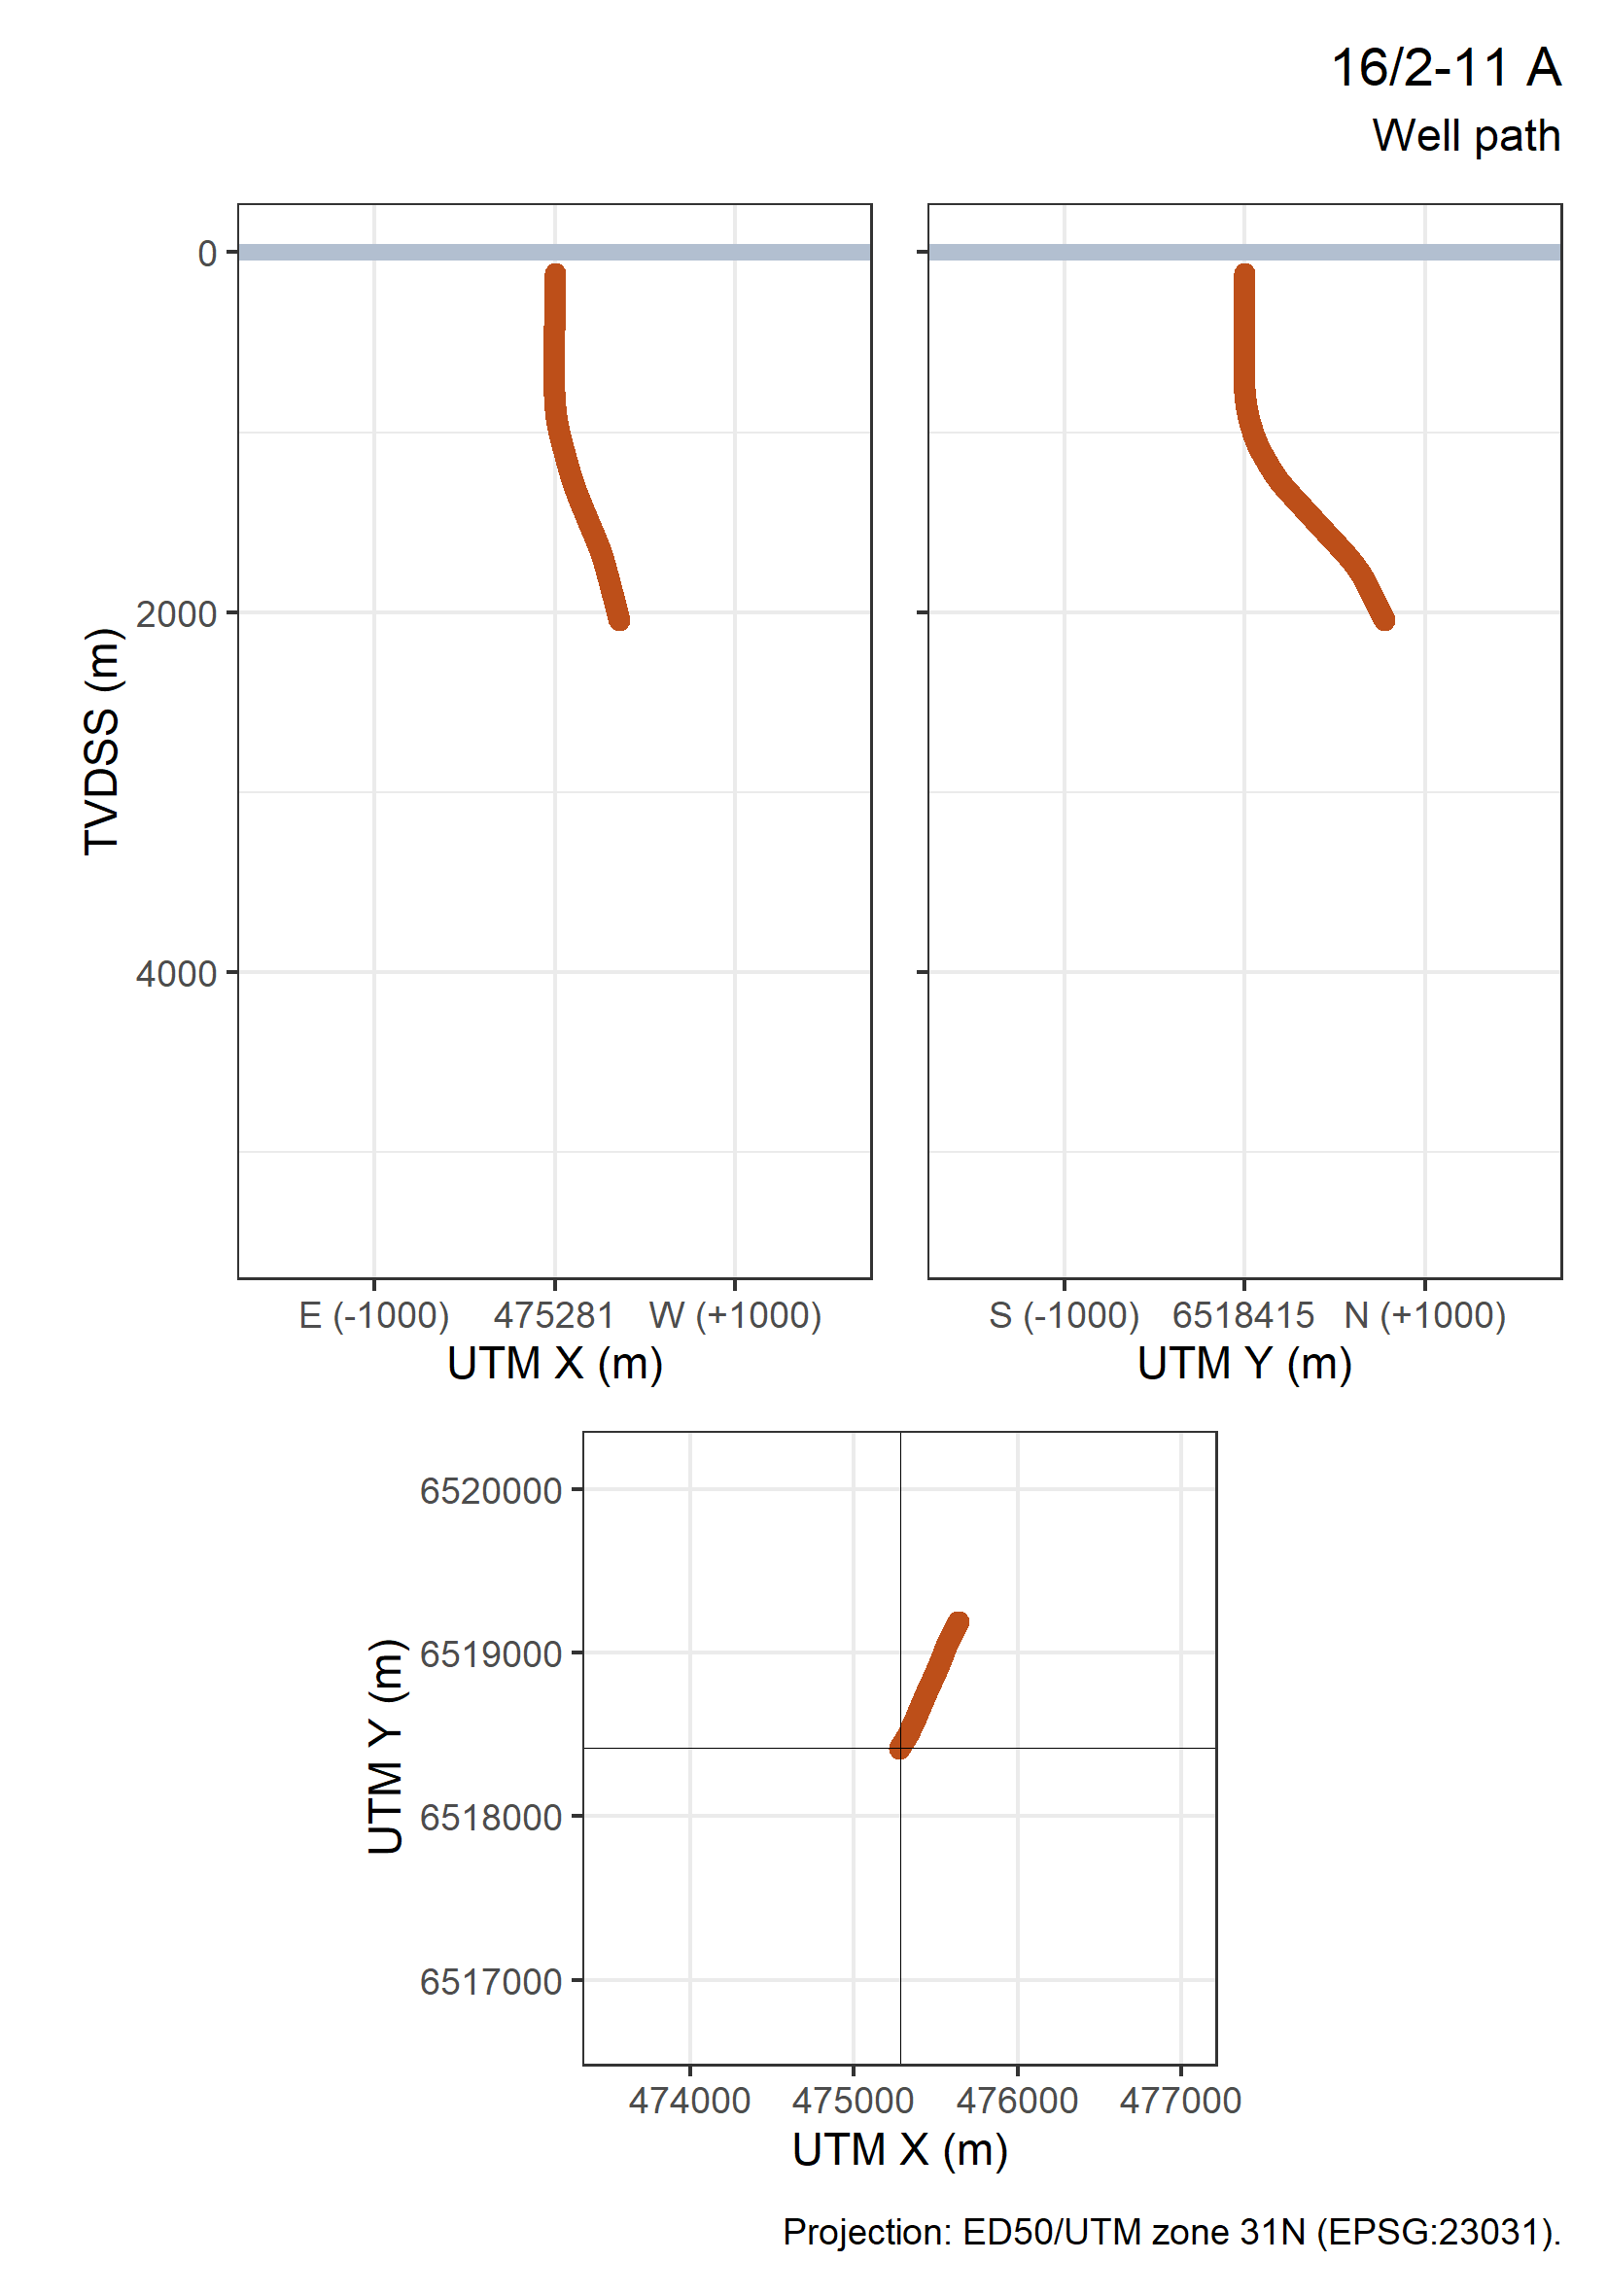 16/2-11 A
Well path
TVDSS (m)
0
2000
4000
E (-1000) 475281 W (+1000)
UTM X (m)
S (-1000) 6518415 N (+1000)
UTM Y (m)
UTM Y (m)
6520000
6519000
6518000
6517000
474000 475000 476000 477000
UTM X (m)
Projection: ED50/UTM zone 31N (EPSG:23031).